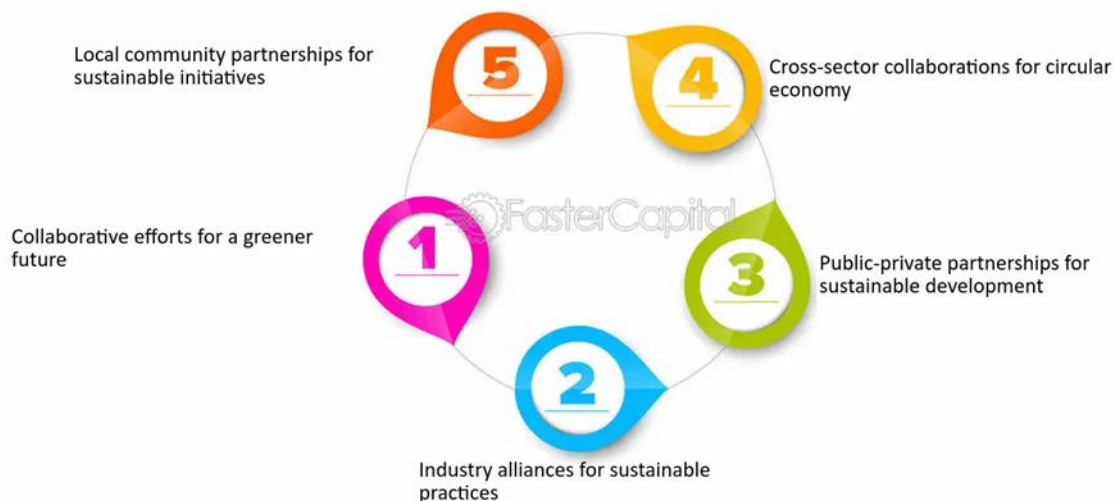 5
Local community partnerships for
sustainable initiatives
4
Cross-sector collaborations for circular
economy
FasterCapital
1
Collaborative efforts for a greener
future
3
Public-private partnerships for
sustainable development
2
Industry alliances for sustainable
practices